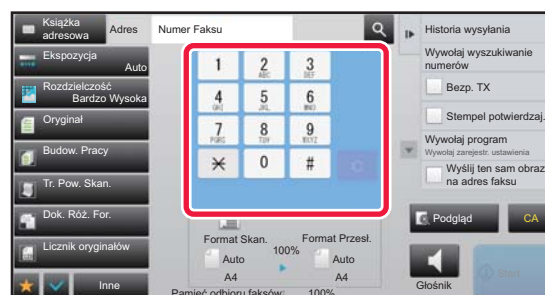 Książka
adresowa
Adres
Numer Faksu
Ekspozycja
Auto
Rozdzielczość
Bardzo Wysoka
Oryginał
Budow. Pracy
Tr. Pow. Skan.
Dok. Róż. For.
Licznik oryginałów
Inne
1
2
ABC
3
DEF
4
GHI
5
JKL
6
MNO
7
PQRS
8
TUV
9
WXYZ
0
#
C
Format Skan.
100%
Format Przesł.
Auto
Auto
A4
A4
Pamięć odbioru faksów: 100%
Historia wysyłania
Wywołaj wyszukiwanie
numerów
Bezp. TX
Stempel potwierdzaj.
Wywołaj program
Wywołaj zarejestr. ustawienia
Wyślij ten sam obraz
na adres faksu
Podgląd
CA
Głośnik
Start